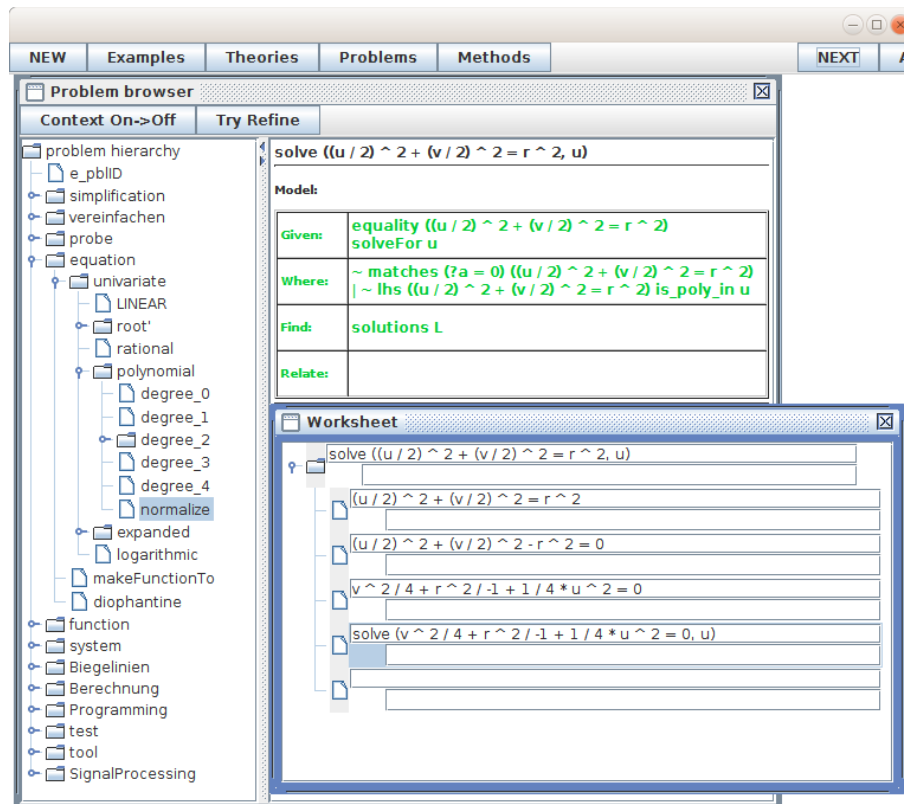 NEW Examples Theories Problems Methods NEXT
Problem browser
Context On->Off Try Refine
problem hierarchy
e_pblID
simplification
vereinfachen
probe
equation
univariate
LINEAR
root'
rational
polynomial
degree_0
degree_1
degree_2
degree_3
degree_4
normalize
expanded
logarithmic
makeFunctionTo
diophantine
function
system
Biegelinien
Berechnung
Programming
test
tool
SignalProcessing
solve ((u / 2) ^ 2 + (v / 2) ^ 2 = r ^ 2, u)
Model:
Given: equality ((u / 2) ^ 2 + (v / 2) ^ 2 = r ^ 2)
solveFor u
Where: ~ matches (?a = 0) ((u / 2) ^ 2 + (v / 2) ^ 2 = r ^ 2)
| ~ lhs ((u / 2) ^ 2 + (v / 2) ^ 2 = r ^ 2) is_poly_in u
Find: solutions L
Relate:
Worksheet
solve ((u / 2) ^ 2 + (v / 2) ^ 2 = r ^ 2, u)
(u / 2) ^ 2 + (v / 2) ^ 2 = r ^ 2
(u / 2) ^ 2 + (v / 2) ^ 2 - r ^ 2 = 0
v ^ 2 / 4 + r ^ 2 / -1 + 1 / 4 * u ^ 2 = 0
solve (v ^ 2 / 4 + r ^ 2 / -1 + 1 / 4 * u ^ 2 = 0, u)